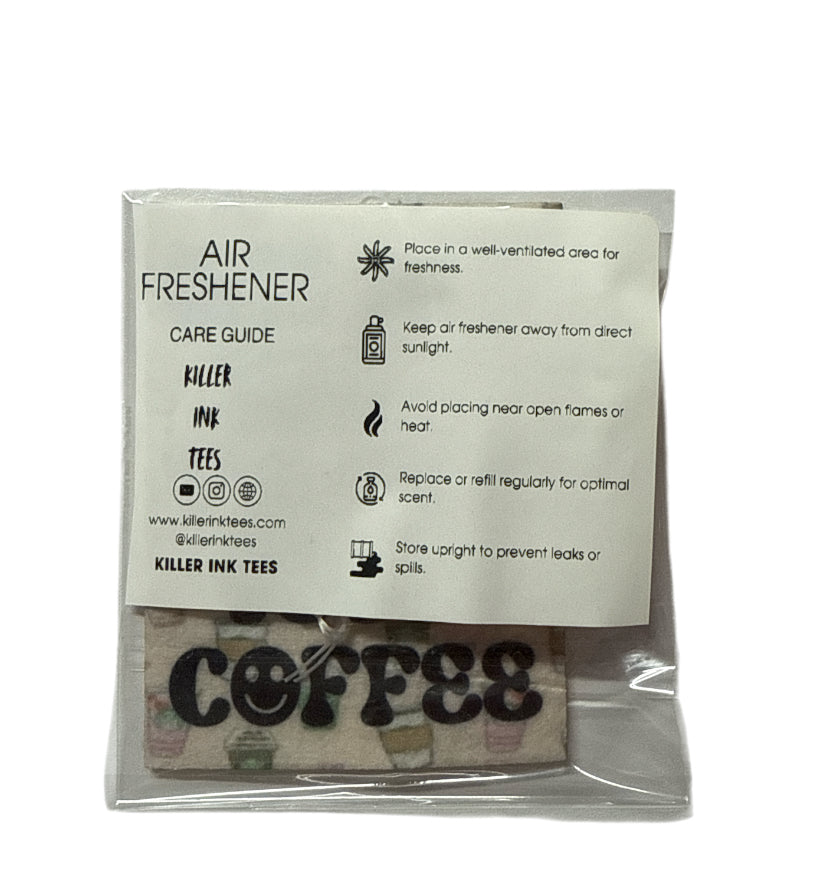 AIR
FRESHENER
CARE GUIDE
KILLER
INK
TEES
www.killerinktees.com
@killerinktees
KILLER INK TEES
Place in a well-ventilated area for
freshness.
Keep air freshener away from direct
sunlight.
Avoid placing near open flames or
heat.
Replace or refill regularly for optimal
scent.
Store upright to prevent leaks or
spills.
COFFEE